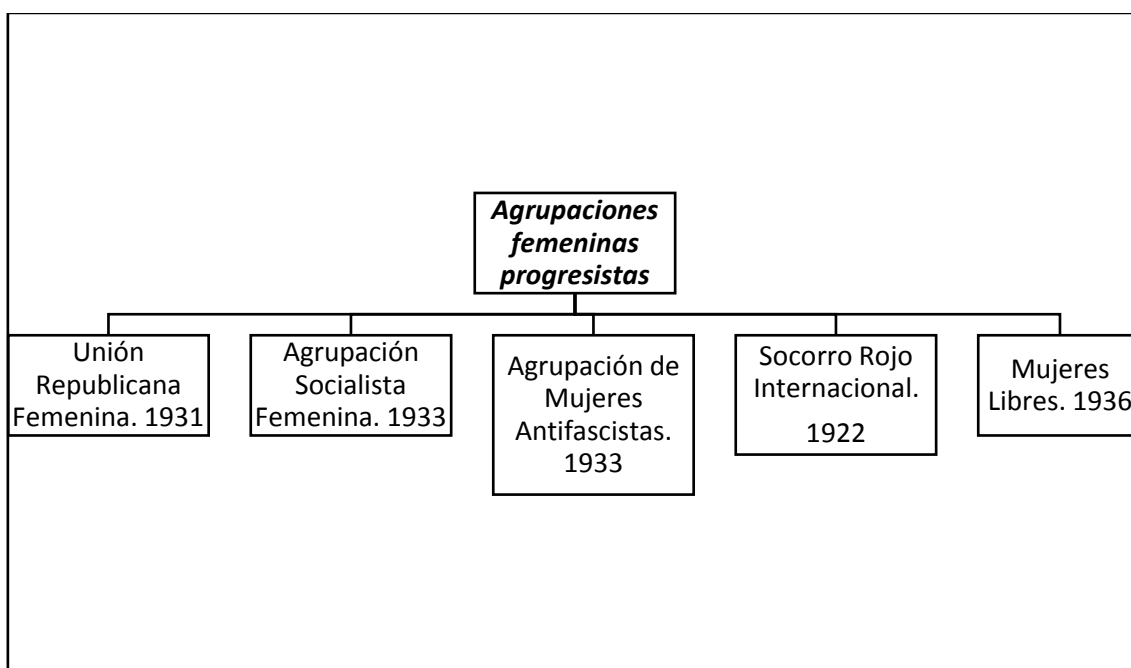 Agrupaciones
femeninas
progresistas
Unión
Republicana
Femenina. 1931
Agrupación
Socialista
Femenina. 1933
Agrupación de
Mujeres
Antifascistas.
1933
Socorro Rojo
Internacional.
1922
Mujeres
Libres. 1936